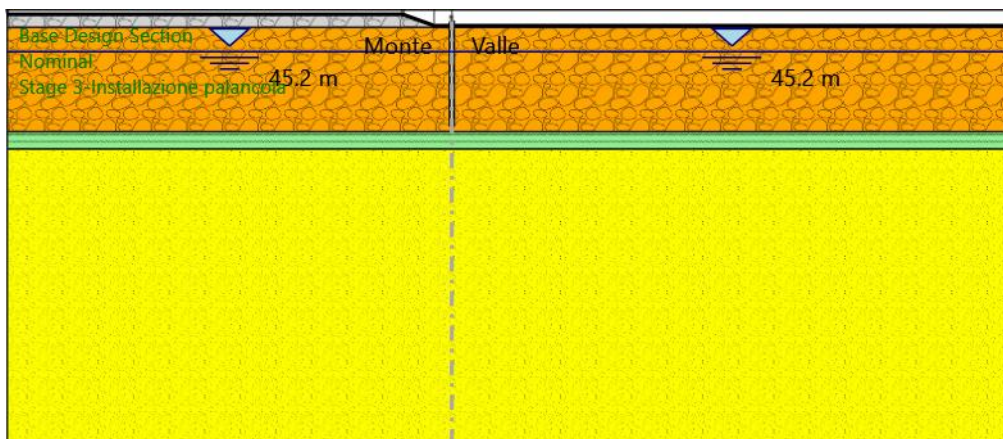 Base Design Section
Monte Valle
Nominal
45.2 m 45.2 m
Stage 3-Installazione palancola